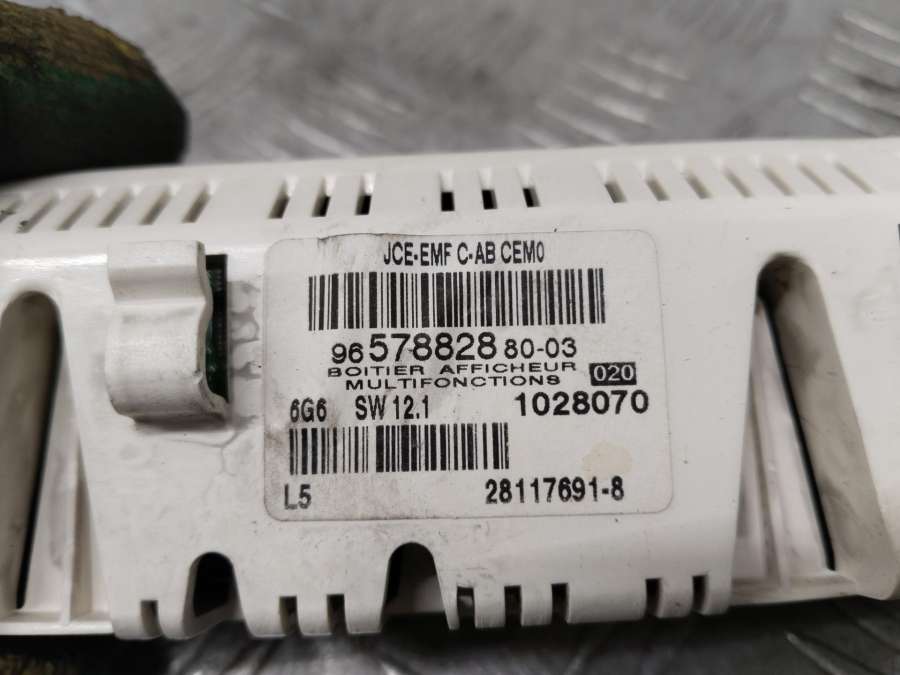 JCE-EMF C-AB CEM0
96 578828 80-03
BOITIER AFFICHEUR 020
MULTIFONCTIONS
6G6 SW 12.1 1028070
L5 28117691-8